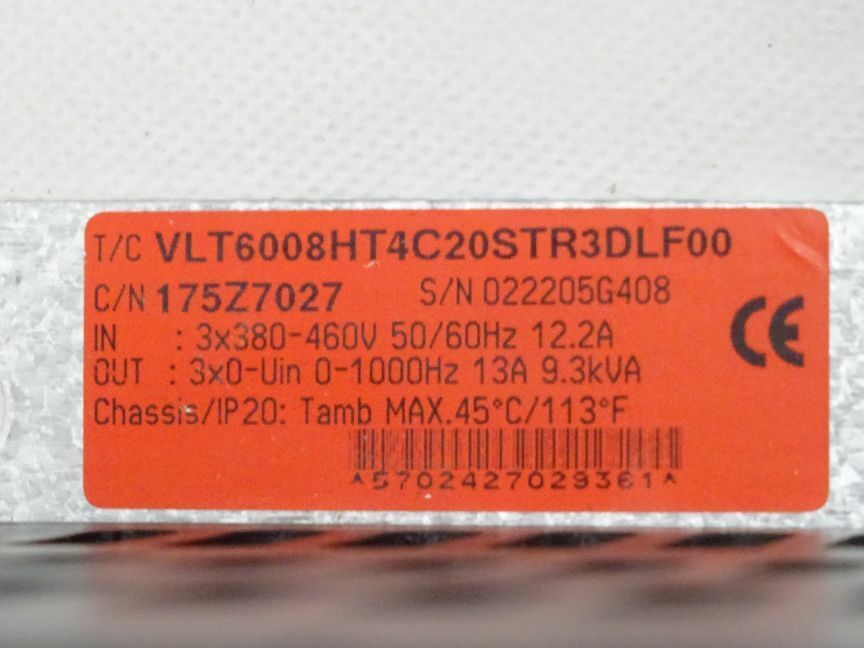 T/C VLT6008HT4C20STR3DLF00
C/N 175Z7027 S/N 022205G408
IN : 3x380-460V 50/60Hz 12.2A
OUT : 3x0-Uin 0-1000Hz 13A 9.3kVA
CE
Chassis/IP20: Tamb MAX.45°C/113°F
*5702427029361*